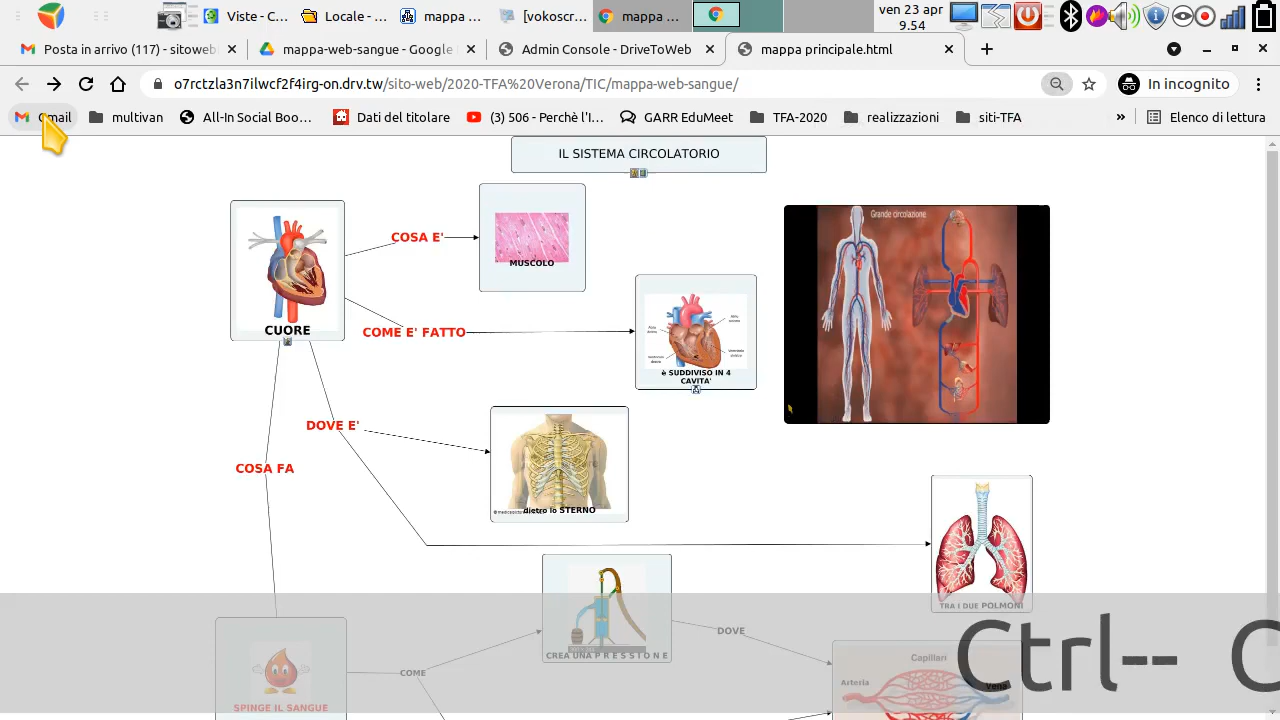 Viste - C...
Locale - ...
mappa ...
[vokoscr...
mappa ...
ven 23 apr
9.54
Posta in arrivo (117) - sitoweb
mappa-web-sangue - Google
Admin Console - DriveToWeb
mappa principale.html
o7rctzla3n7ilwcf2f4irg-on.drv.tw/sito-web/2020-TFA%20Verona/TIC/mappa-web-sangue/
In incognito
Gmail
multivan
All-In Social Boo...
Dati del titolare
(3) 506 - Perchè l'I...
GARR EduMeet
TFA-2020
realizzazioni
siti-TFA
»
Elenco di lettura
IL SISTEMA CIRCOLATORIO
Grande circolazione
COSA E'
MUSCOLO
CUORE
COME E' FATTO
è SUDDIVISO IN 4
CAVITA'
DOVE E'
COSA FA
dietro lo STERNO
TRA I DUE POLMONI
CREA UNA P R E S S I O N E
DOVE
COME
Capillari
Arteria
Vena
SPINGE IL SANGUE
Ctrl-- C